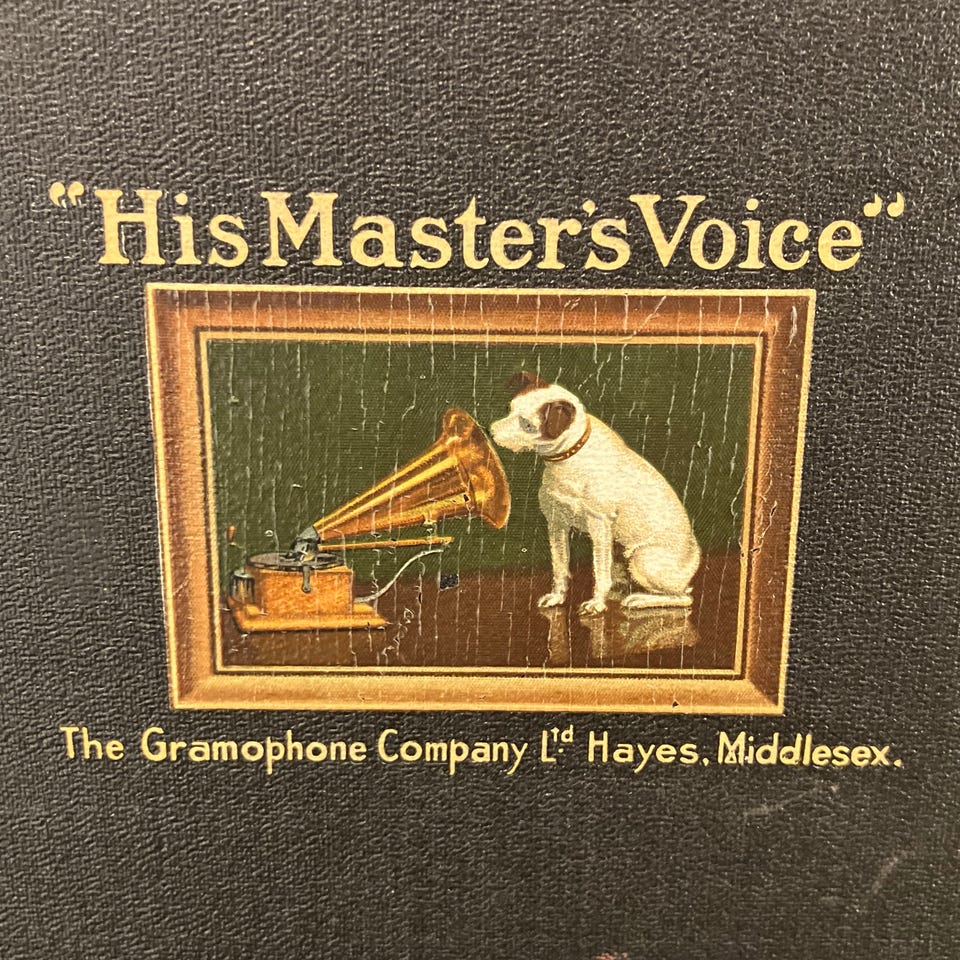 “His Master's Voice”
The Gramophone Company Ltd Hayes, Middlesex.